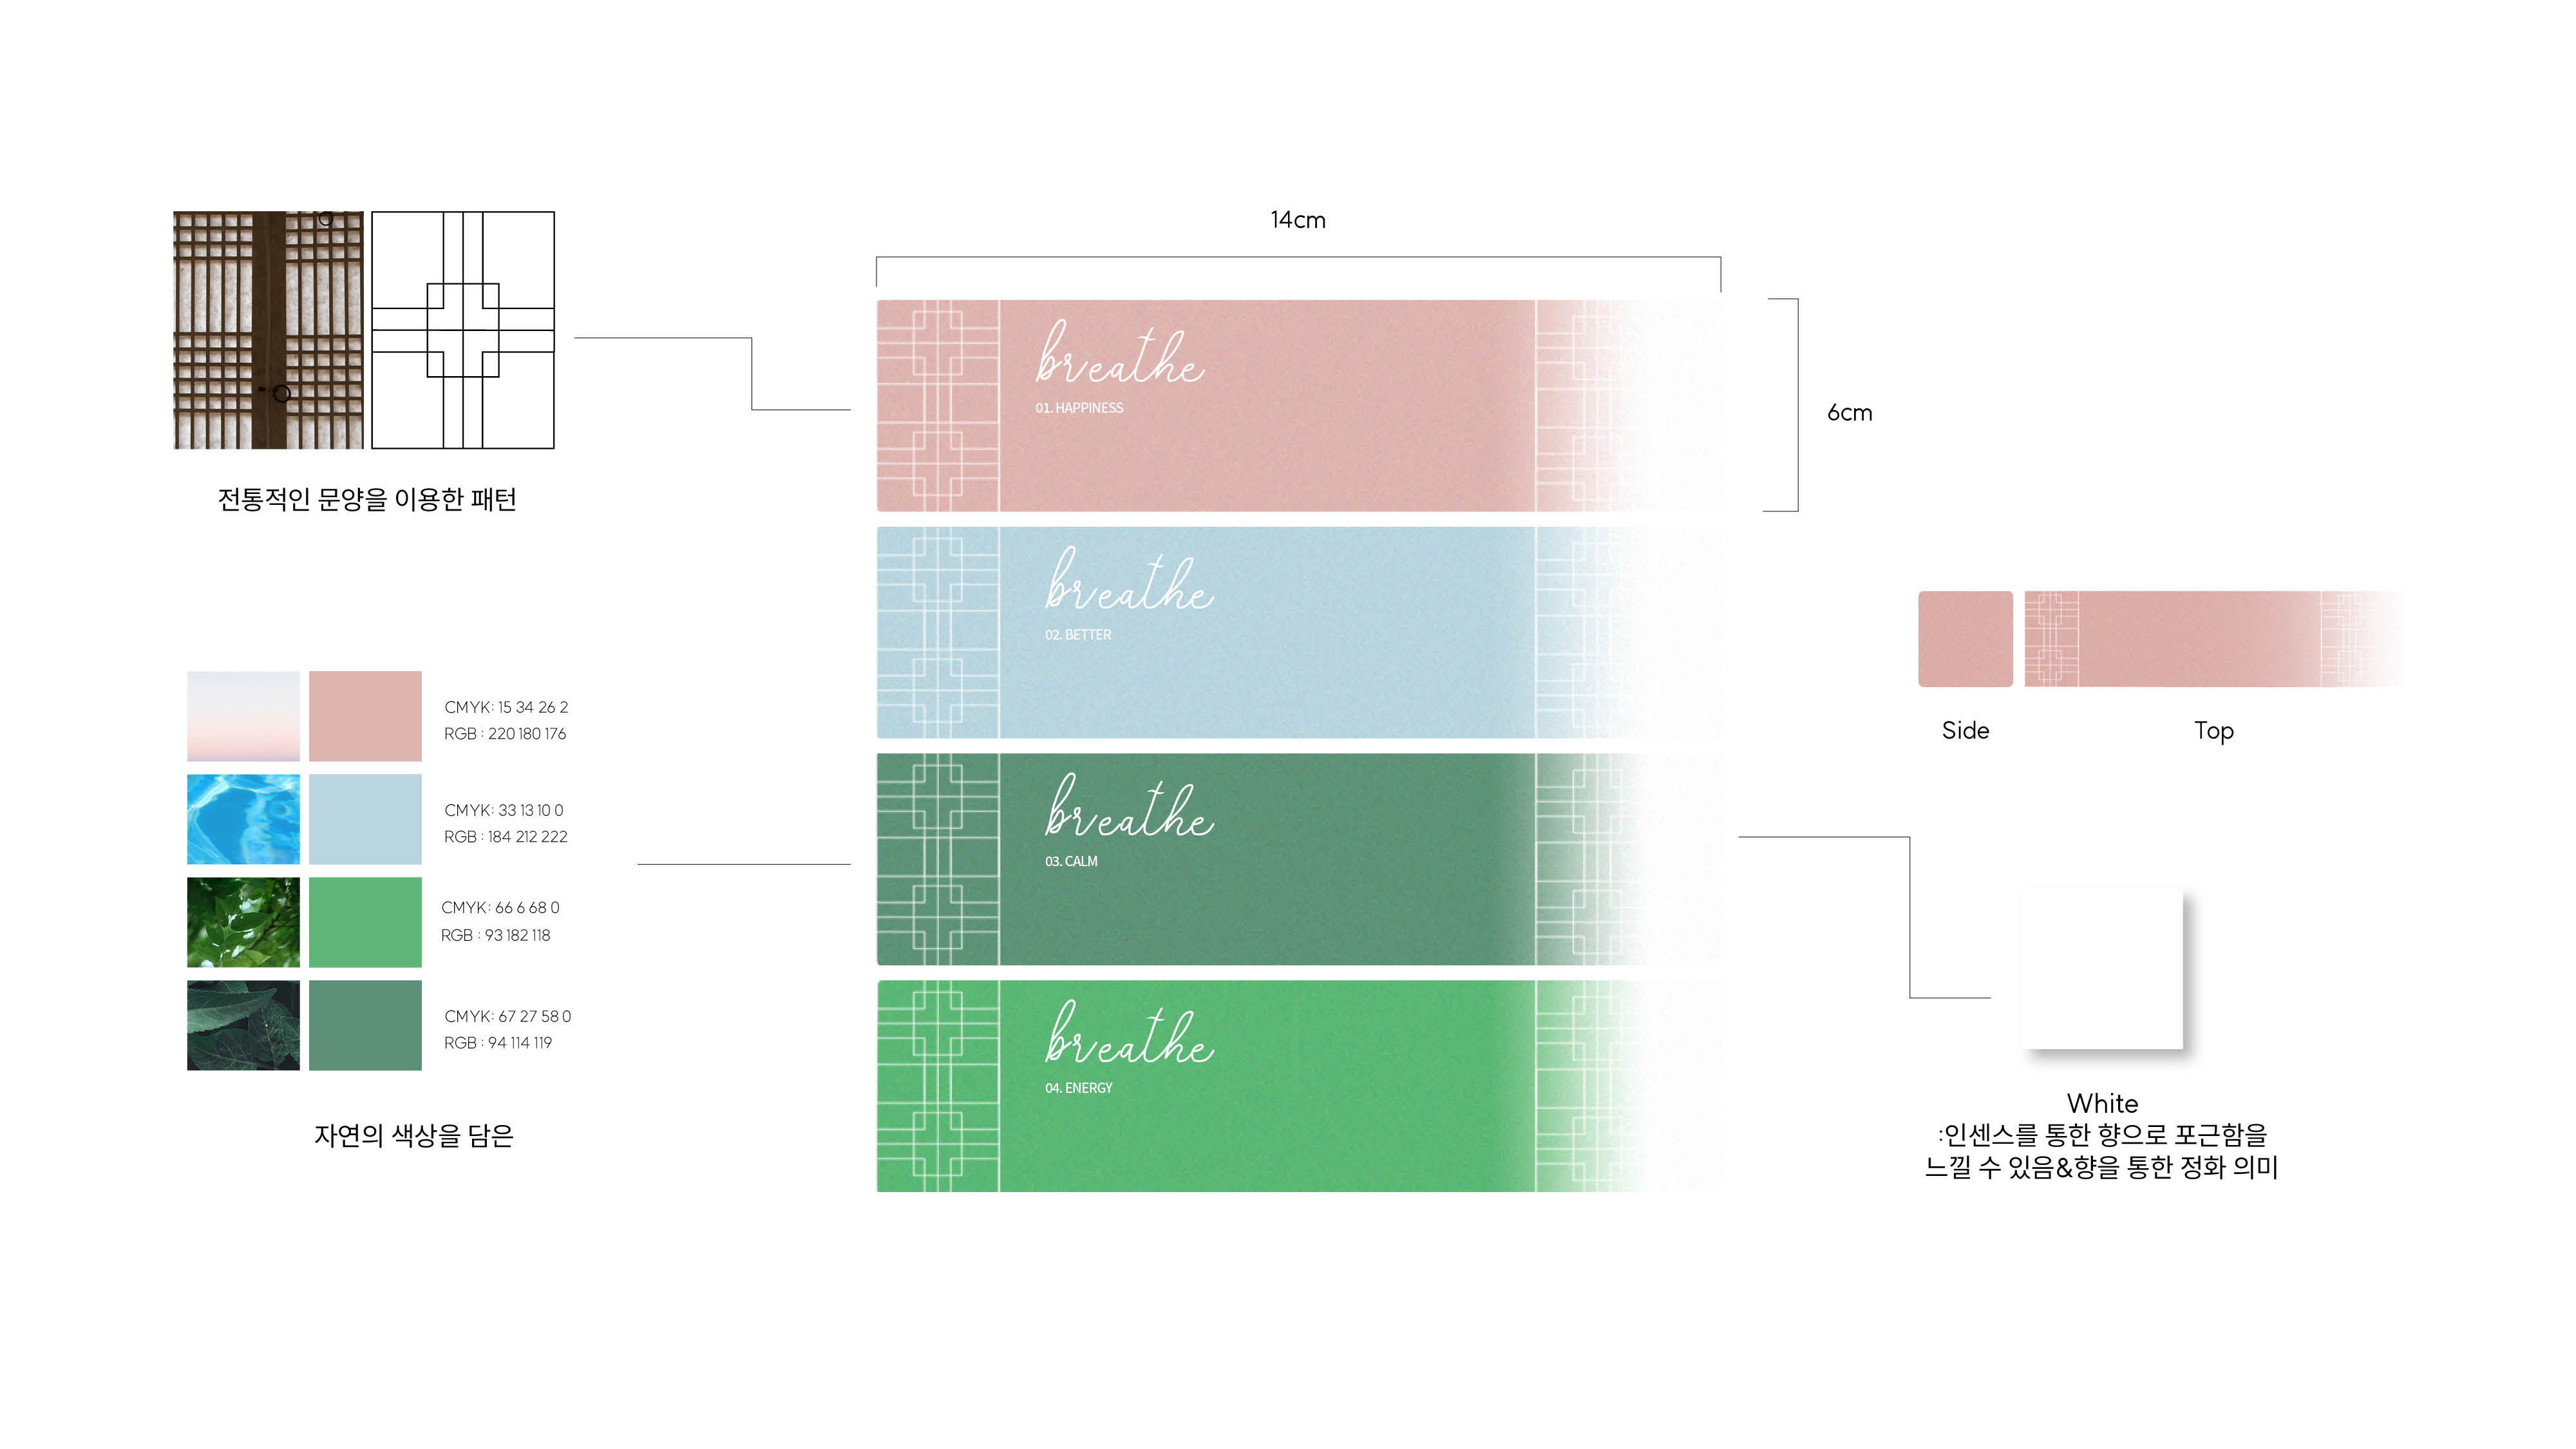 14cm
6cm
전통적인 문양을 이용한 패턴
CMYK: 15 34 26 2
RGB : 220 180 176
CMYK: 33 13 10 0
RGB : 184 212 222
CMYK: 66 6 68 0
RGB : 93 182 118
CMYK: 67 27 58 0
RGB : 94 114 119
자연의 색상을 담은
breathe
01. HAPPINESS
breathe
02. BETTER
breathe
03. CALM
breathe
04. ENERGY
Side
Top
White
:인센스를 통한 향으로 포근함을
느낄 수 있음&향을 통한 정화 의미